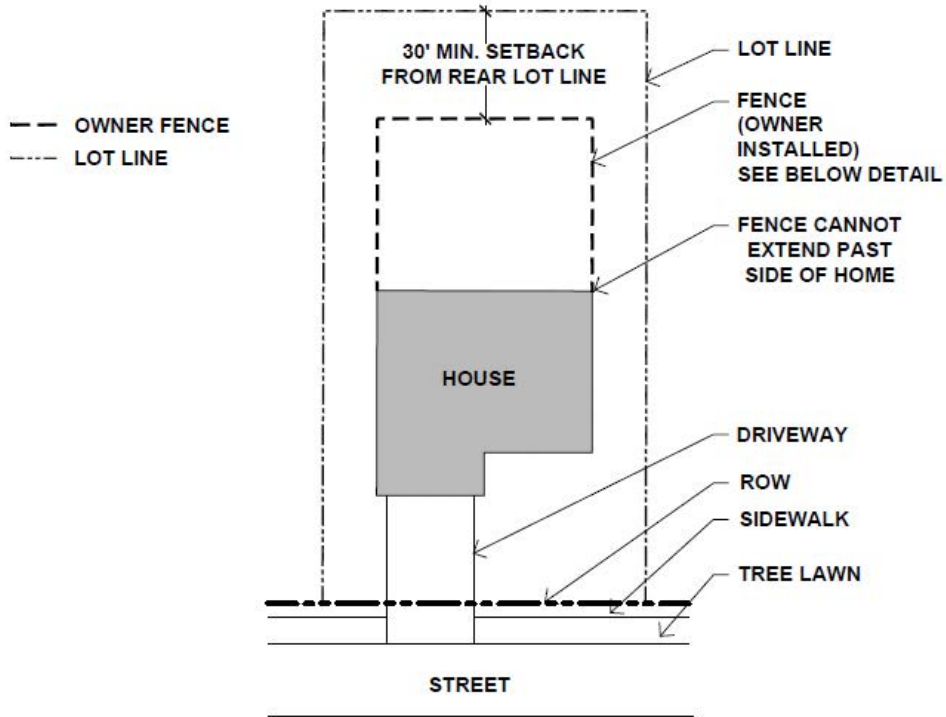 30' MIN. SETBACK
FROM REAR LOT LINE
LOT LINE
FENCE
(OWNER
INSTALLED)
SEE BELOW DETAIL
OWNER FENCE
LOT LINE
FENCE CANNOT
EXTEND PAST
SIDE OF HOME
HOUSE
DRIVEWAY
ROW
SIDEWALK
TREE LAWN
STREET